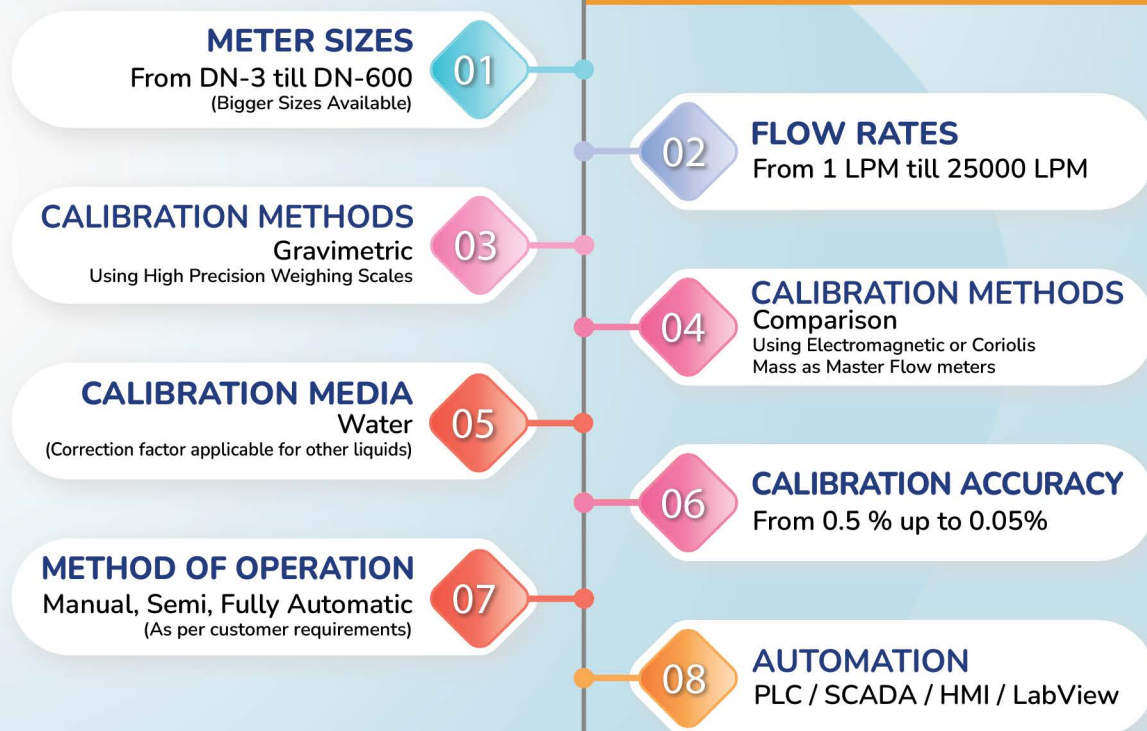 METER SIZES
From DN-3 till DN-600
(Bigger Sizes Available)
01
02
FLOW RATES
From 1 LPM till 25000 LPM
CALIBRATION METHODS
Gravimetric
Using High Precision Weighing Scales
03
04
CALIBRATION METHODS
Comparison
Using Electromagnetic or Coriolis
Mass as Master Flow meters
CALIBRATION MEDIA
Water
(Correction factor applicable for other liquids)
05
06
CALIBRATION ACCURACY
From 0.5 % up to 0.05%
METHOD OF OPERATION
Manual, Semi, Fully Automatic
(As per customer requirements)
07
08
AUTOMATION
PLC / SCADA / HMI / LabView